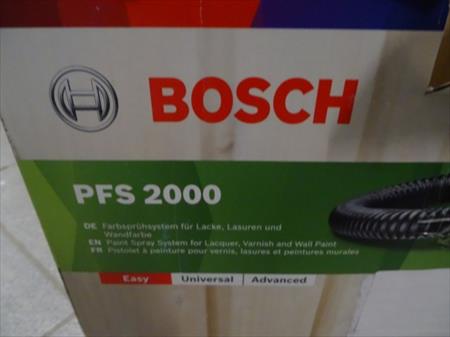 BOSCH
PFS 2000
DE Farbsprühsystem für Lacke, Lasuren und
Wandfarbe
EN Paint Spray System for Lacquer, Varnish and Wall Paint
FR Pistolet à peinture pour vernis, lasures et peintures murales
Easy Universal Advanced